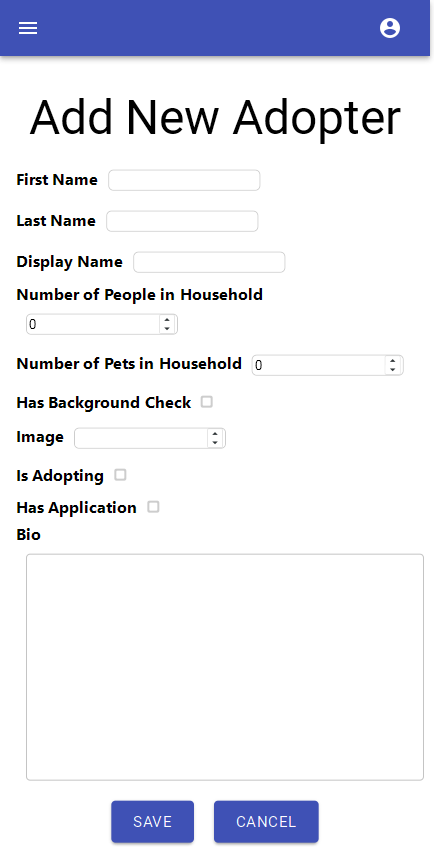 Add New Adopter
First Name
Last Name
Display Name
Number of People in Household
0
Number of Pets in Household 0
Has Background Check
Image
Is Adopting
Has Application
Bio
SAVE CANCEL